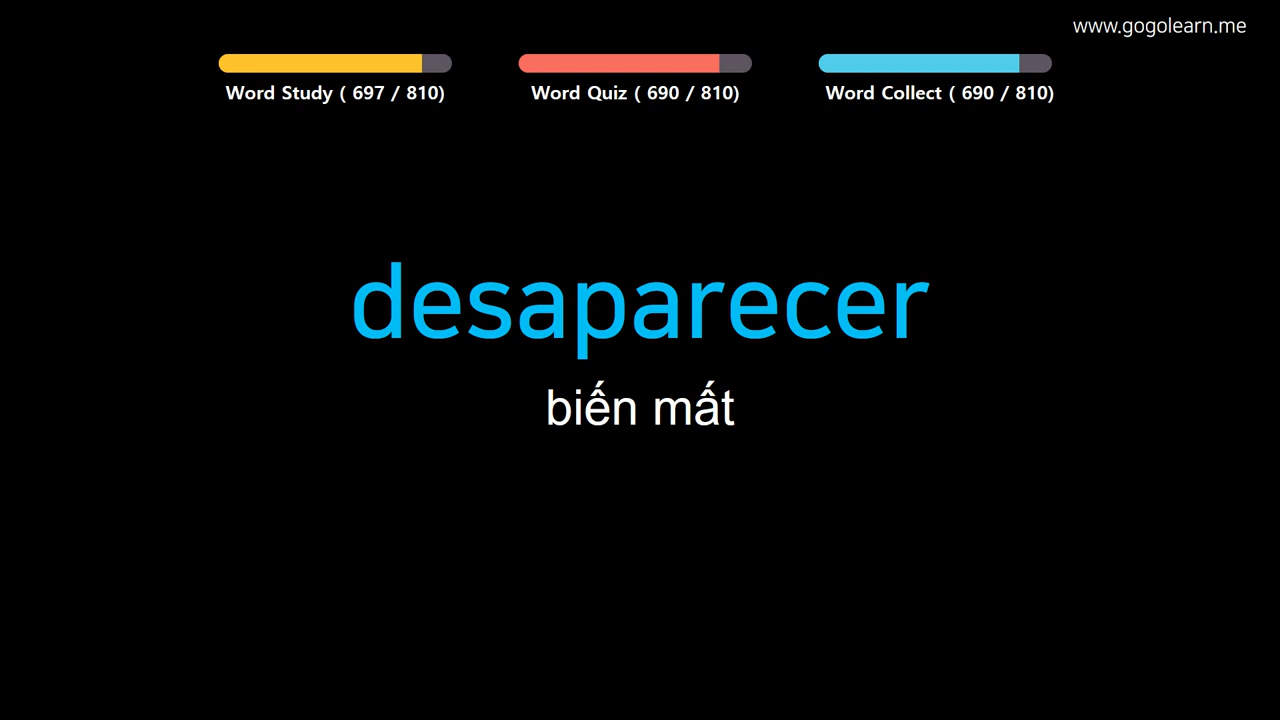 www.gogolearn.me
Word Study ( 697 / 810)
Word Quiz ( 690 / 810)
Word Collect ( 690 / 810)
desaparecer
biến mất